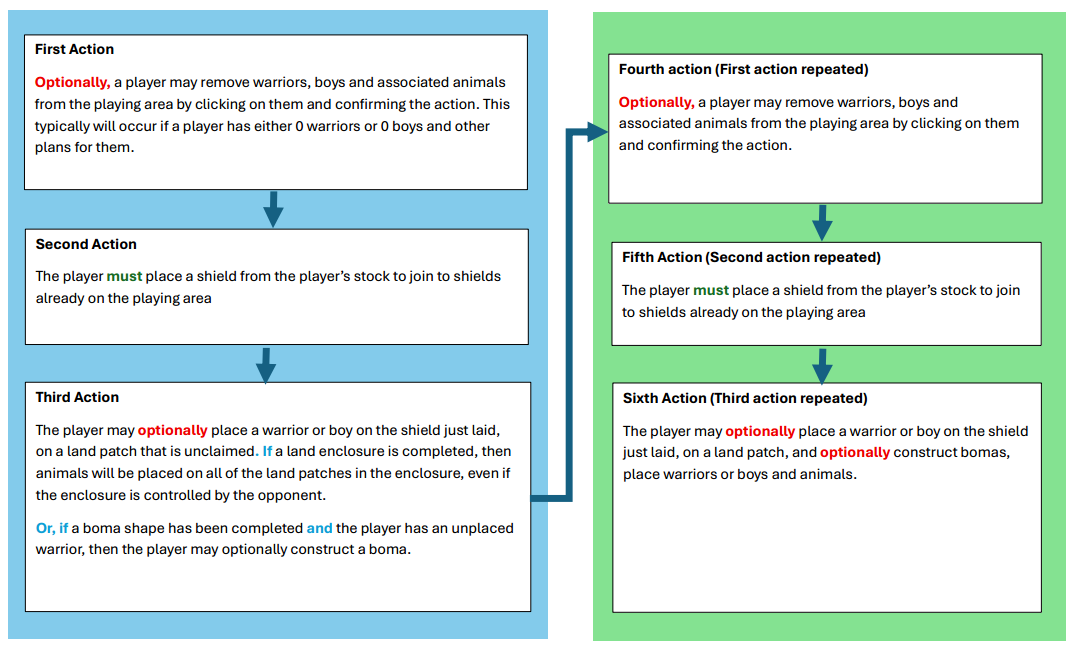 First Action
Optionally, a player may remove warriors, boys and associated animals
from the playing area by clicking on them and confirming the action. This
typically will occur if a player has either 0 warriors or 0 boys and other
plans for them.
Second Action
The player must place a shield from the player’s stock to join to shields
already on the playing area
Third Action
The player may optionally place a warrior or boy on the shield just laid,
on a land patch that is unclaimed. If a land enclosure is completed, then
animals will be placed on all of the land patches in the enclosure, even if
the enclosure is controlled by the opponent.
Or, if a boma shape has been completed and the player has an unplaced
warrior, then the player may optionally construct a boma.
Fourth action (First action repeated)
Optionally, a player may remove warriors, boys and
associated animals from the playing area by clicking on them
and confirming the action.
Fifth Action (Second action repeated)
The player must place a shield from the player’s stock to join
to shields already on the playing area
Sixth Action (Third action repeated)
The player may optionally place a warrior or boy on the shield
just laid, on a land patch, and optionally construct bomas,
place warriors or boys and animals.